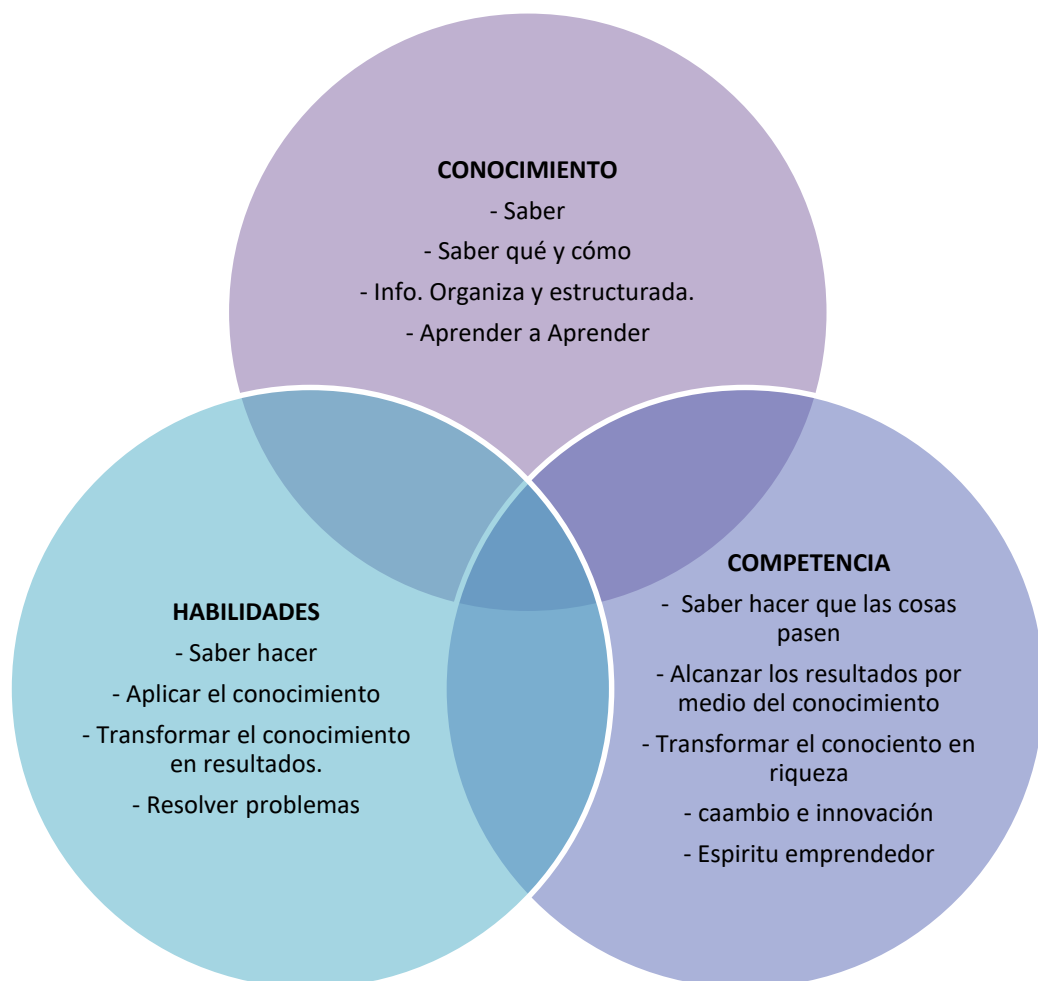 CONOCIMIENTO
- Saber
- Saber qué y cómo
- Info. Organiza y estructurada.
- Aprender a Aprender
HABILIDADES
- Saber hacer
- Aplicar el conocimiento
- Transformar el conocimiento
en resultados.
- Resolver problemas
COMPETENCIA
- Saber hacer que las cosas
pasen
- Alcanzar los resultados por
medio del conocimiento
- Transformar el conociento en
riqueza
- caambio e innovación
- Espiritu emprendedor